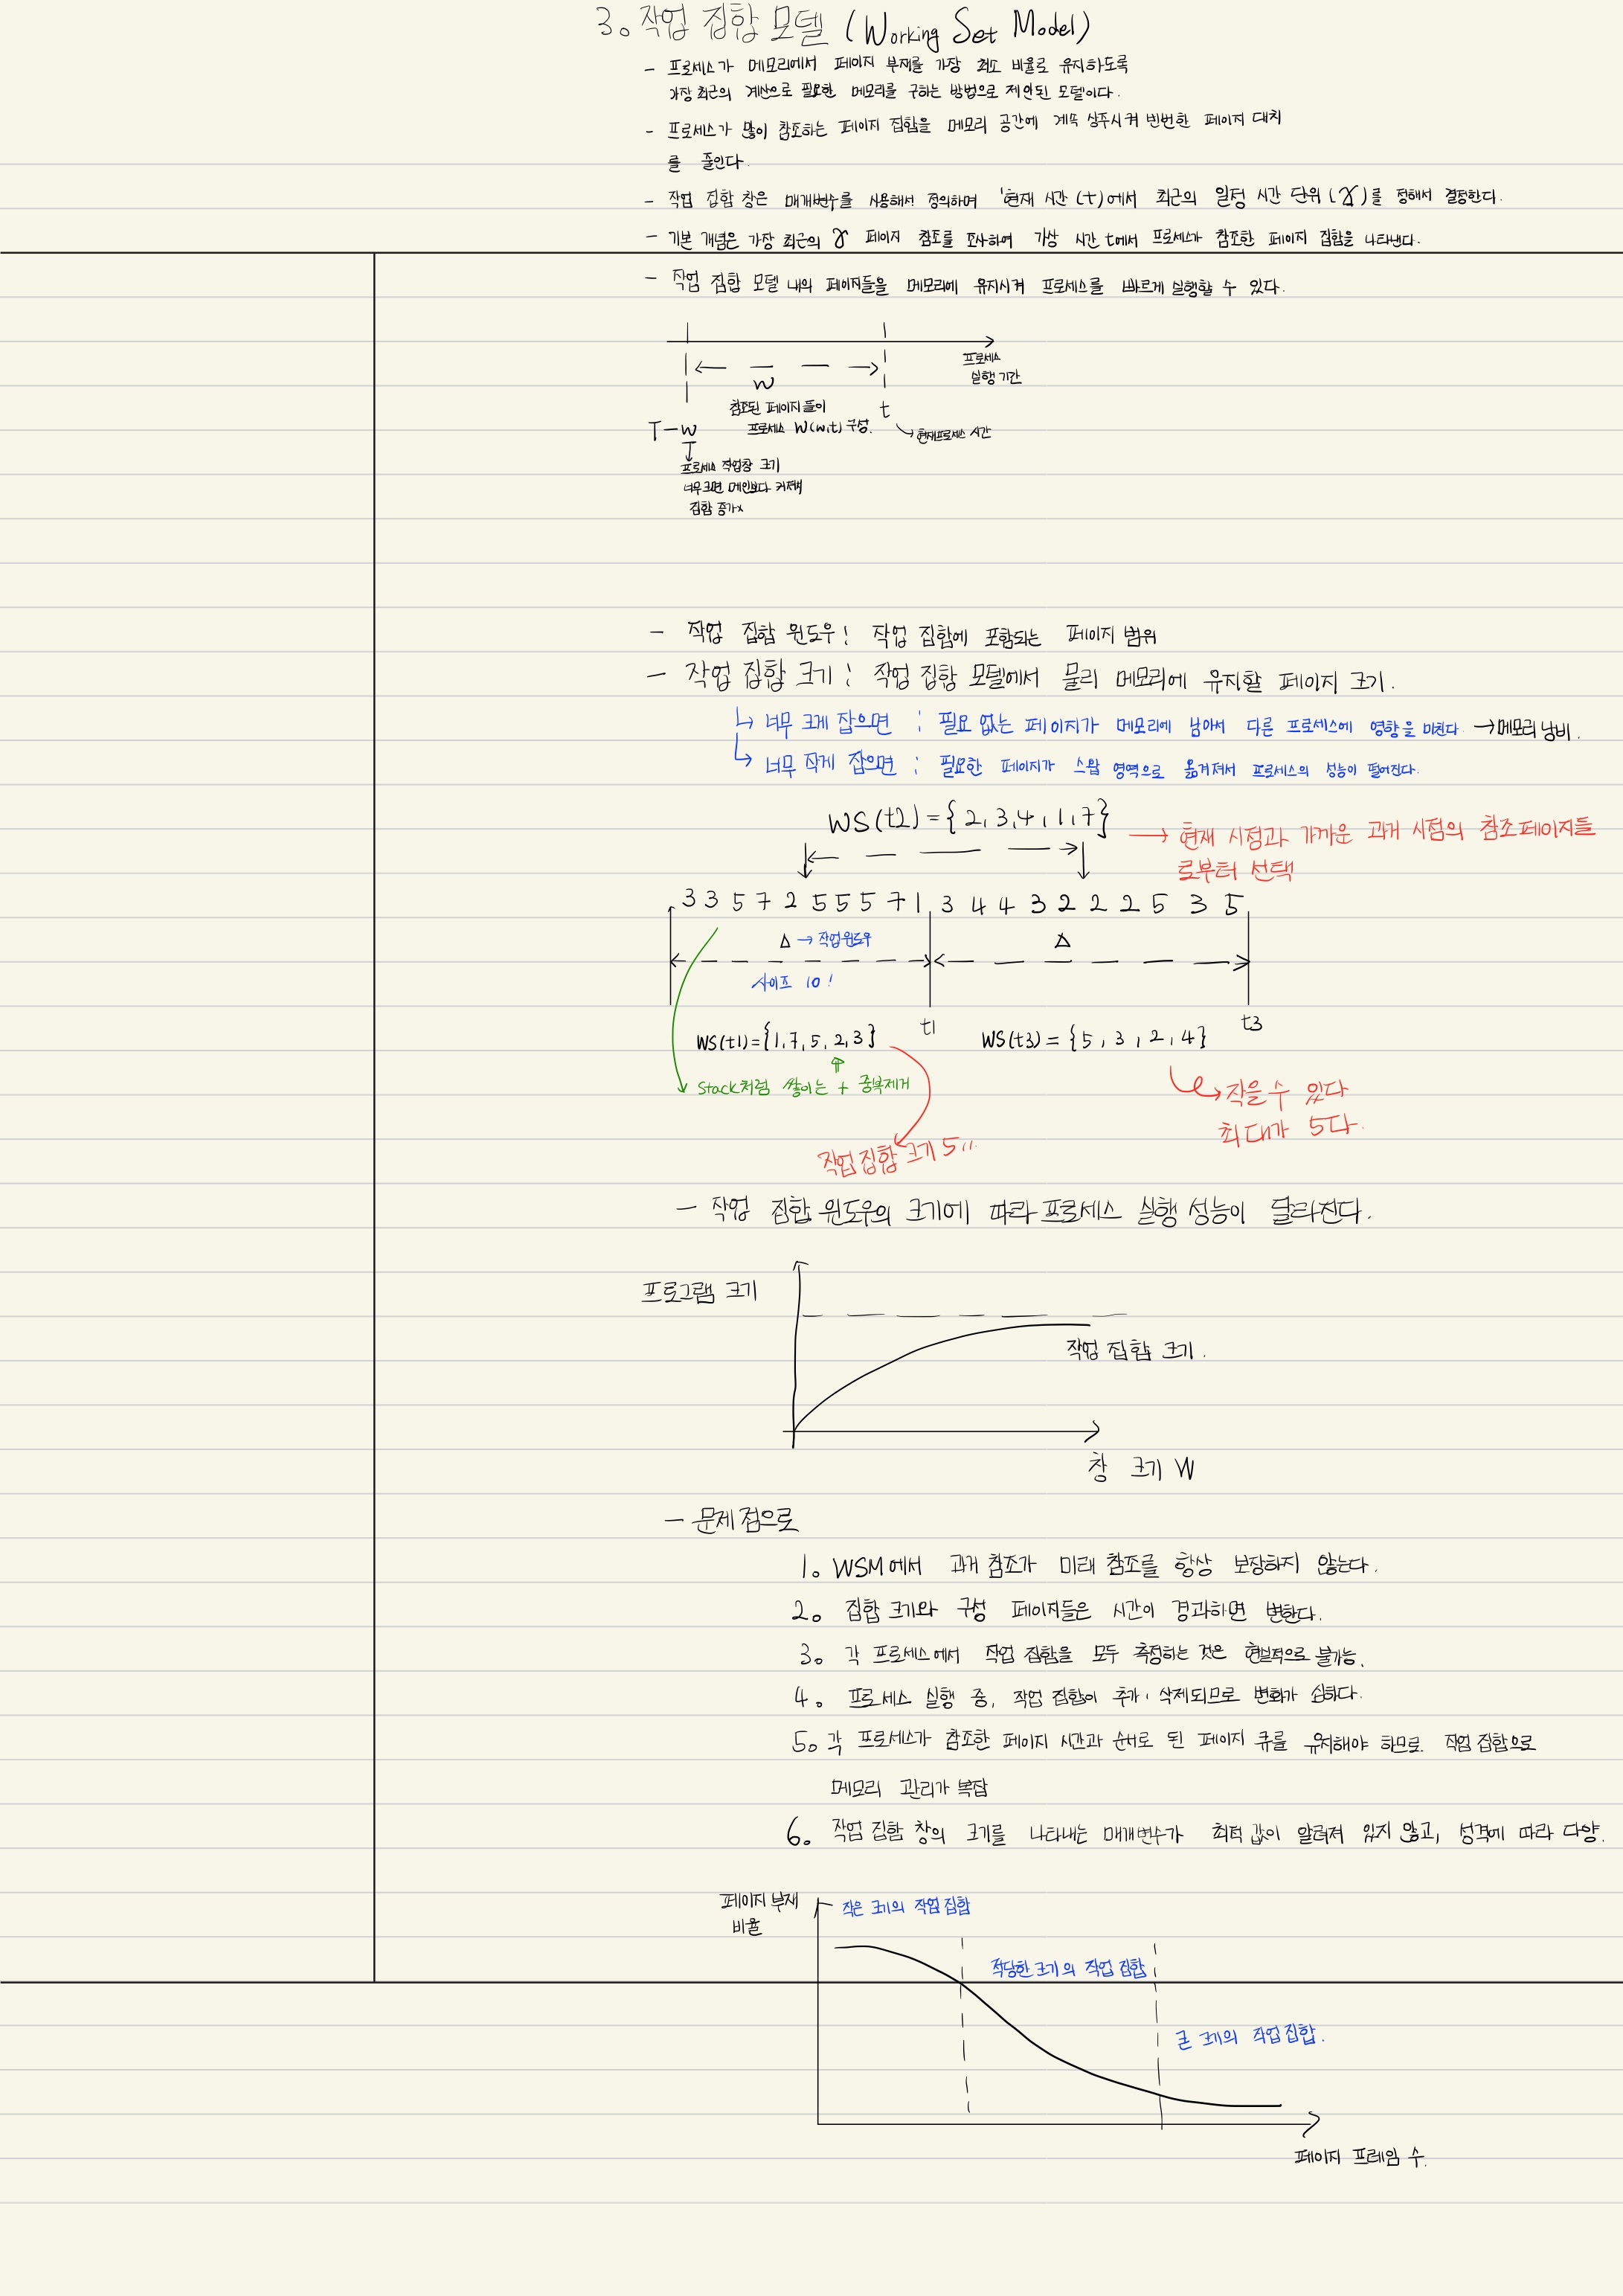 3. 작업 집합 모델 (Working Set Model)
- 프로세스가 메모리에서 페이지 부재를 가장 최소 비율로 유지하도록
가장 최근의 계산으로 필요한 메모리를 구하는 방법으로 제안된 모델이다.
- 프로세스가 많이 참조하는 페이지 집합을 메모리 공간에 계속 상주시켜 빈번한 페이지 대치
를 줄인다.
- 작업 집합 창은 매개변수를 사용해서 정의하며 '현재 시간 (t)에서 최근의 일정 시간 단위(γ)를 정해서 결정한다.
- 기본 개념은 가장 최근의 γ 페이지 참조를 조사하여 가상 시간 t에서 프로세스가 참조한 페이지 집합을 나타낸다.
- 작업 집합 모델 내의 페이지들을 메모리에 유지시켜 프로세스를 빠르게 실행할 수 있다.
프로세스
실행 기간
w
참조된 페이지들이
프로세스 W(w,t) 구성.
t
→ 현재프로세스 시간
T-w
프로세스 작업창 크기
너무크면 메인보다 커져서
집합 증가x
- 작업 집합 윈도우 : 작업 집합에 포함되는 페이지 범위
- 작업 집합 크기 : 작업 집합 모델에서 물리 메모리에 유지할 페이지 크기.
↳ 너무 크게 잡으면 : 필요 없는 페이지가 메모리에 남아서 다른 프로세스에 영향을 미친다 → 메모리 낭비.
↳ 너무 작게 잡으면 : 필요한 페이지가 스왑 영역으로 옮겨져서 프로세스의 성능이 떨어진다.
WS(t2) = {2, 3, 4, 1, 7}
→ 현재 시점과 가까운 과거 시점의 참조페이지들
로부터 선택
3 3 5 7 2 5 5 5 7 1 3 4 4 3 2 2 2 5 3 5
Δ → 작업윈도우
Δ
사이즈 10!
t1
t3
WS(t1)={1, 7, 5, 2, 3}
WS(t3) = {5, 3, 2, 4}
Stack처럼 쌓이는 + 중복제거
작을수 있다
최대가 5다.
작업 집합 크기 5!!
- 작업 집합 윈도우의 크기에 따라 프로세스 실행 성능이 달라진다.
프로그램 크기
작업 집합 크기.
창 크기 W
- 문제점으로
1. WSM에서 과거 참조가 미래 참조를 항상 보장하지 않는다.
2. 집합 크기와 구성 페이지들은 시간이 경과하면 변한다.
3. 각 프로세스에서 작업 집합을 모두 측정하는 것은 현실적으로 불가능.
4. 프로세스 실행 중, 작업 집합이 추가, 삭제되므로 변화가 심하다.
5. 각 프로세스가 참조한 페이지 시간과 순서로 된 페이지 큐를 유지해야 하므로 작업 집합으로
메모리 관리가 복잡
6. 작업 집합 창의 크기를 나타내는 매개변수가 최적 값이 알려져 있지 않고, 성격에 따라 다양.
페이지 부재
비율
작은 크기의 작업 집합
적당한 크기의 작업 집합
큰 크기의 작업 집합.
페이지 프레임 수.